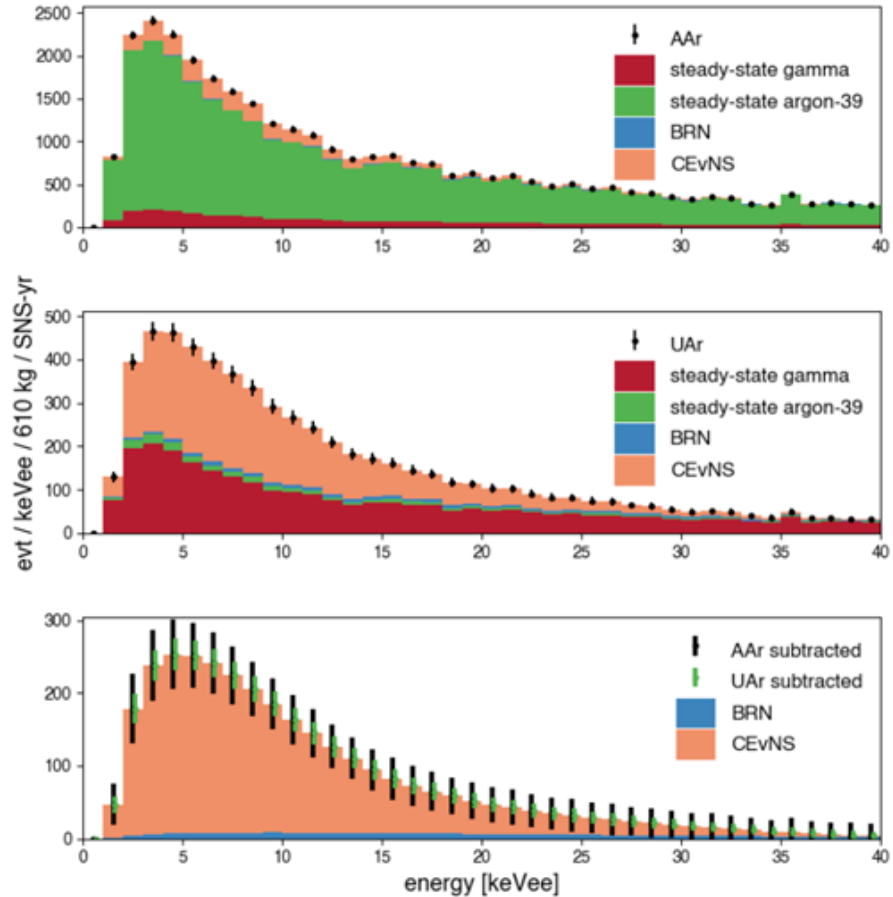 2500
2000
1500
1000
500
0
0 5 10 15 20 25 30 35 40
AAr
steady-state gamma
steady-state argon-39
BRN
CEvNS
evt / keVee / 610 kg / SNS-yr
500
400
300
200
100
0
0 5 10 15 20 25 30 35 40
UAr
steady-state gamma
steady-state argon-39
BRN
CEvNS
300
200
100
0
0 5 10 15 20 25 30 35 40
AAr subtracted
UAr subtracted
BRN
CEvNS
energy [keVee]